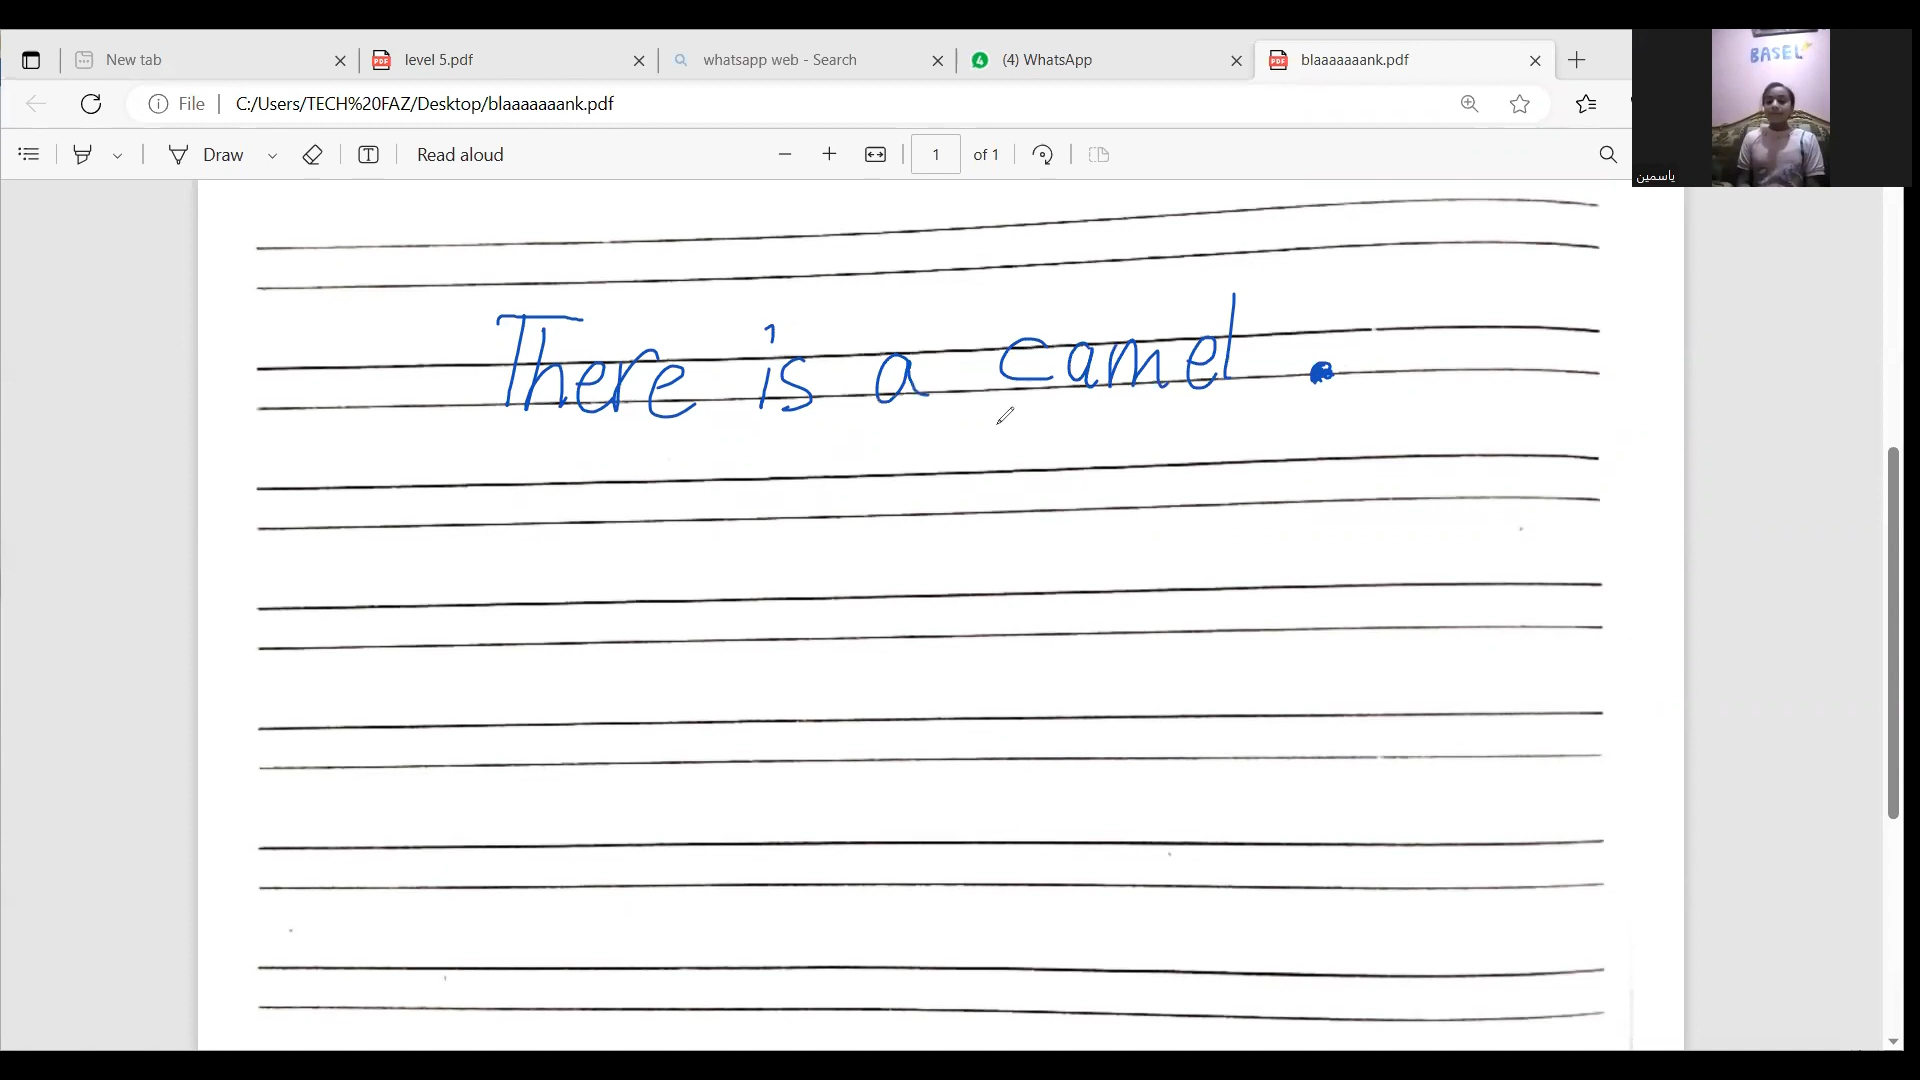 New tab
level 5.pdf
whatsapp web - Search
(4) WhatsApp
blaaaaaaank.pdf
File
C:/Users/TECH%20FAZ/Desktop/blaaaaaaank.pdf
Draw
Read aloud
1
of 1
BASEL
ياسمين
There is a camel .